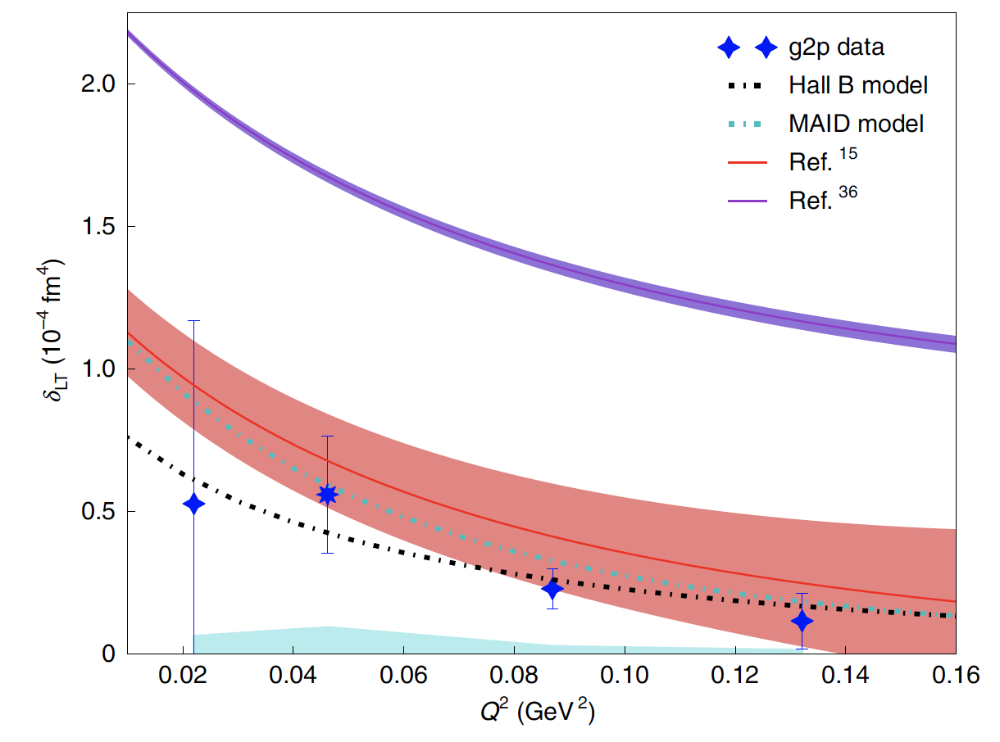 g2p data
Hall B model
MAID model
Ref. 15
Ref. 36
2.0
1.5
1.0
0.5
0
δLT (10−4 fm4)
0.02 0.04 0.06 0.08 0.10 0.12 0.14 0.16
Q2 (GeV2)